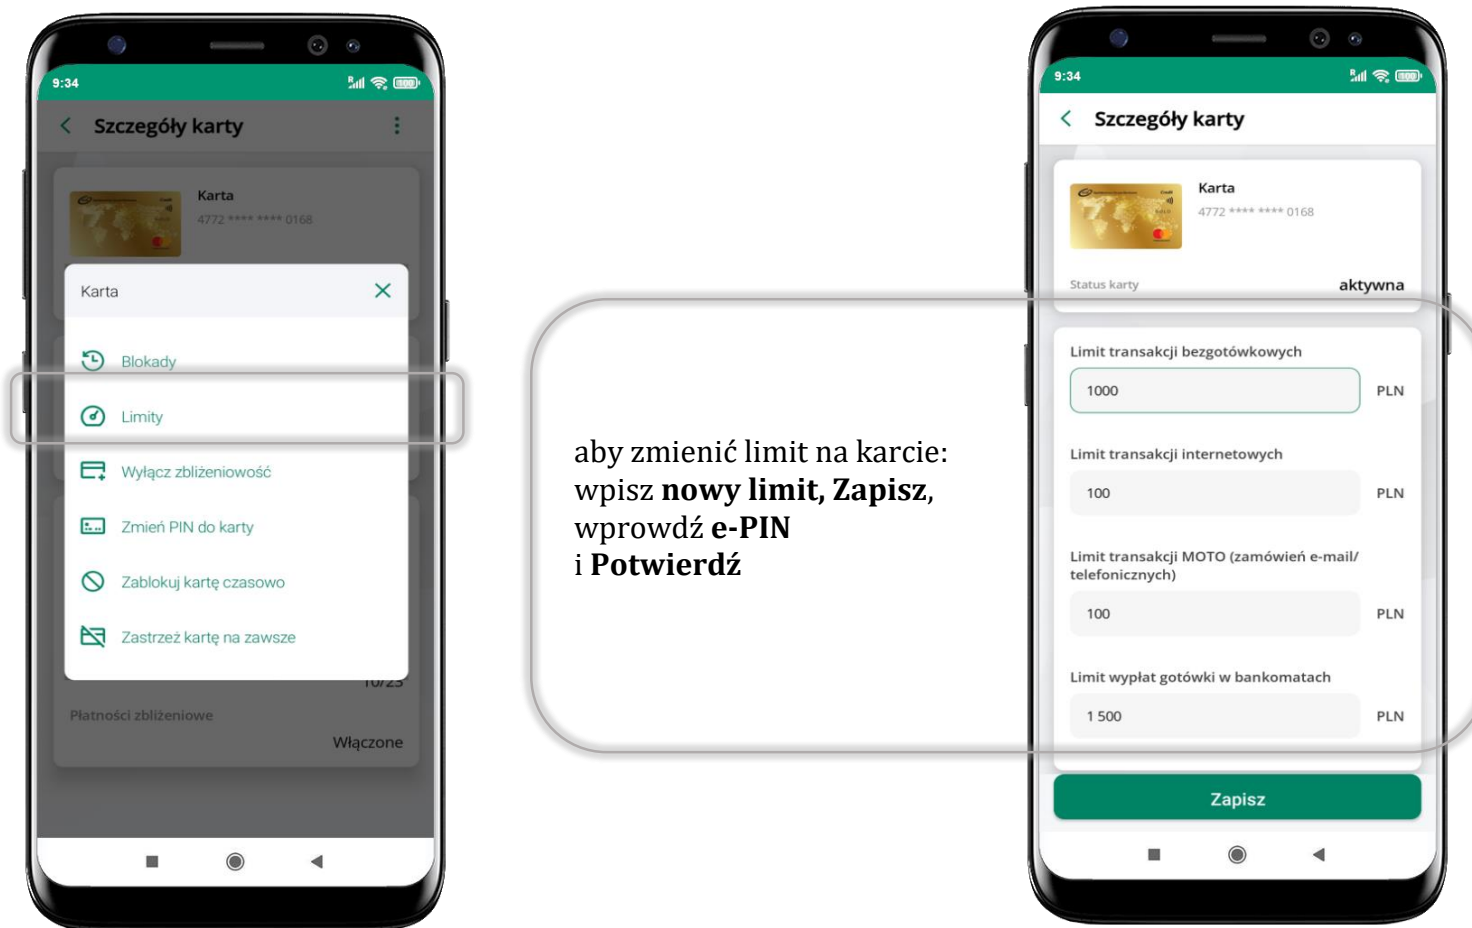 9:34
Szczegóły karty
Karta
4772 **** **** 0168
Karta
Blokady
Limity
Wyłącz zbliżeniowość
Zmień PIN do karty
Zablokuj kartę czasowo
Zastrzeż kartę na zawsze
10/23
Płatności zbliżeniowe
Włączone
aby zmienić limit na karcie:
wpisz nowy limit, Zapisz,
wprowdź e-PIN
i Potwierdź
9:34
Szczegóły karty
Karta
4772 **** **** 0168
Status karty aktywna
Limit transakcji bezgotówkowych
1000 PLN
Limit transakcji internetowych
100 PLN
Limit transakcji MOTO (zamówień e-mail/
telefonicznych)
100 PLN
Limit wypłat gotówki w bankomatach
1 500 PLN
Zapisz